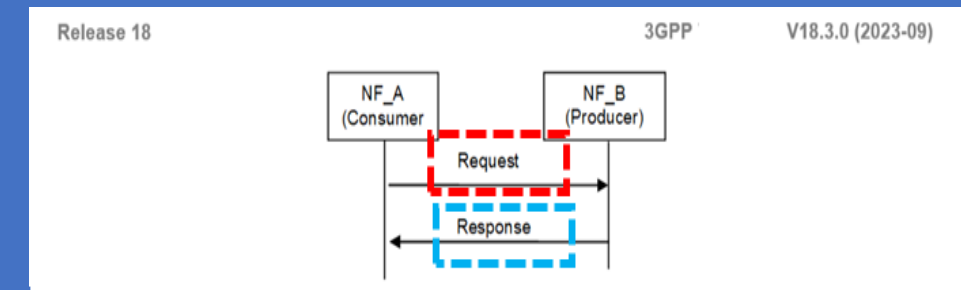 Release 18 3GPP V18.3.0 (2023-09)
NF_A NF_B
(Consumer (Producer)
Request
Response